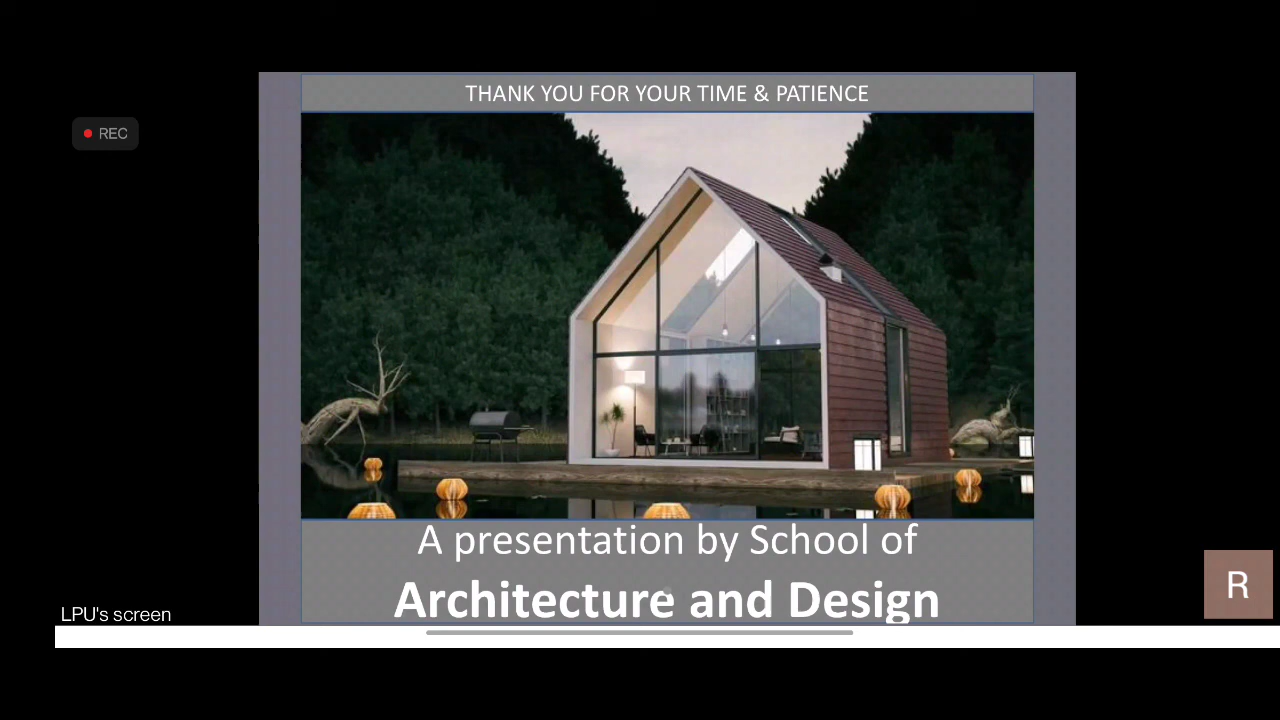 THANK YOU FOR YOUR TIME & PATIENCE
REC
A presentation by School of
Architecture and Design
R
LPU's screen